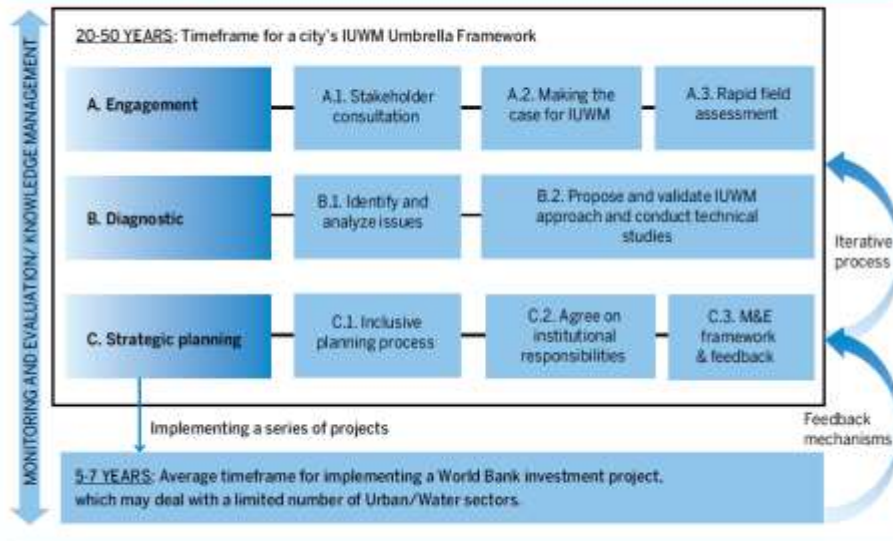 MONITORING AND EVALUATION/ KNOWLEDGE MANAGEMENT
20-50 YEARS: Timeframe for a city's IUWM Umbrella Framework
A. Engagement
A.1. Stakeholder
consultation
A.2. Making the
case for IUWM
A.3. Rapid field
assessment
B. Diagnostic
B.1. Identify and
analyze issues
B.2. Propose and validate IUWM
approach and conduct technical
studies
Iterative
process
C. Strategic planning
C.1. Inclusive
planning process
C.2. Agree on
institutional
responsibilities
C.3. M&E
framework
& feedback
Implementing a series of projects
Feedback
mechanisms
5-7 YEARS: Average timeframe for implementing a World Bank investment project,
which may deal with a limited number of Urban/Water sectors.